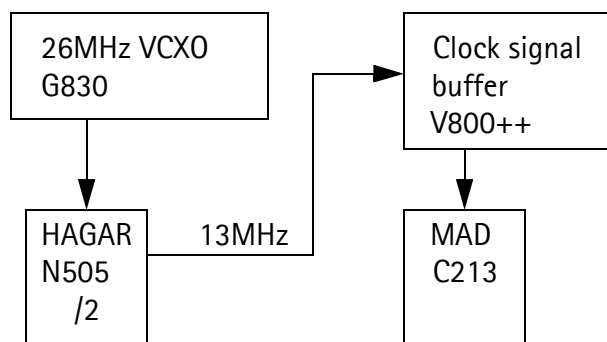 26MHz VCXO
G830
Clock signal
buffer
V800++
HAGAR
N505
/2
13MHz
MAD
C213